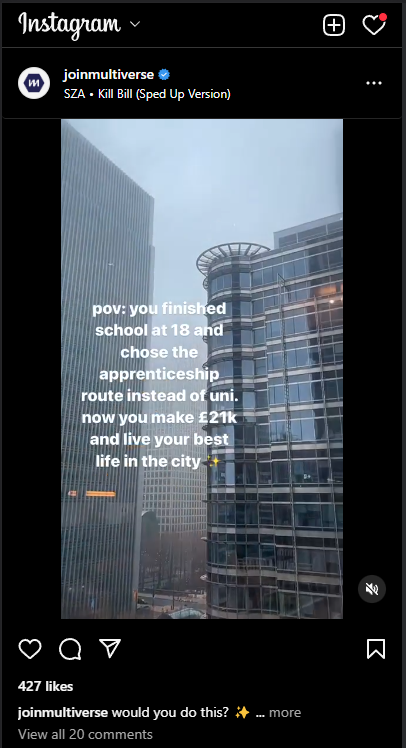 Instagram
joinmultiverse
SZA • Kill Bill (Sped Up Version)
pov: you finished
school at 18 and
chose the
apprenticeship
route instead of uni.
now you make £21k
and live your best
life in the city ✨
427 likes
joinmultiverse would you do this? ✨ ... more
View all 20 comments